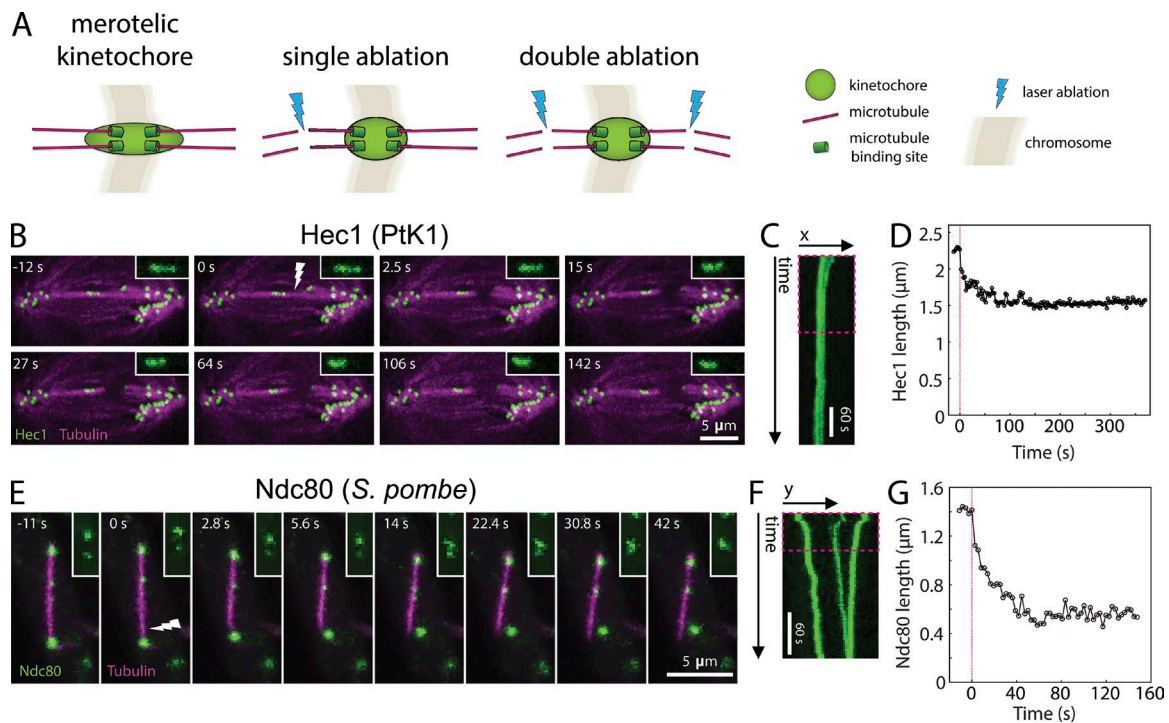 A
merotelic
kinetochore
single ablation
double ablation
kinetochore
microtubule
microtubule
binding site
laser ablation
chromosome
B
Hec1 (PtK1)
-12 s
0 s
2.5 s
15 s
27 s
64 s
106 s
142 s
Hec1 Tubulin
5 µm
C
x
time
60 s
D
Hec1 length (µm)
2.5
2
1.5
1
0.5
0
0 100 200 300
Time (s)
E
Ndc80 (S. pombe)
-11 s
0 s
2.8 s
5.6 s
14 s
22.4 s
30.8 s
42 s
Ndc80
Tubulin
5 µm
F
y
time
60 s
G
Ndc80 length (µm)
1.6
1.2
0.8
0.4
0
0 40 80 120 160
Time (s)